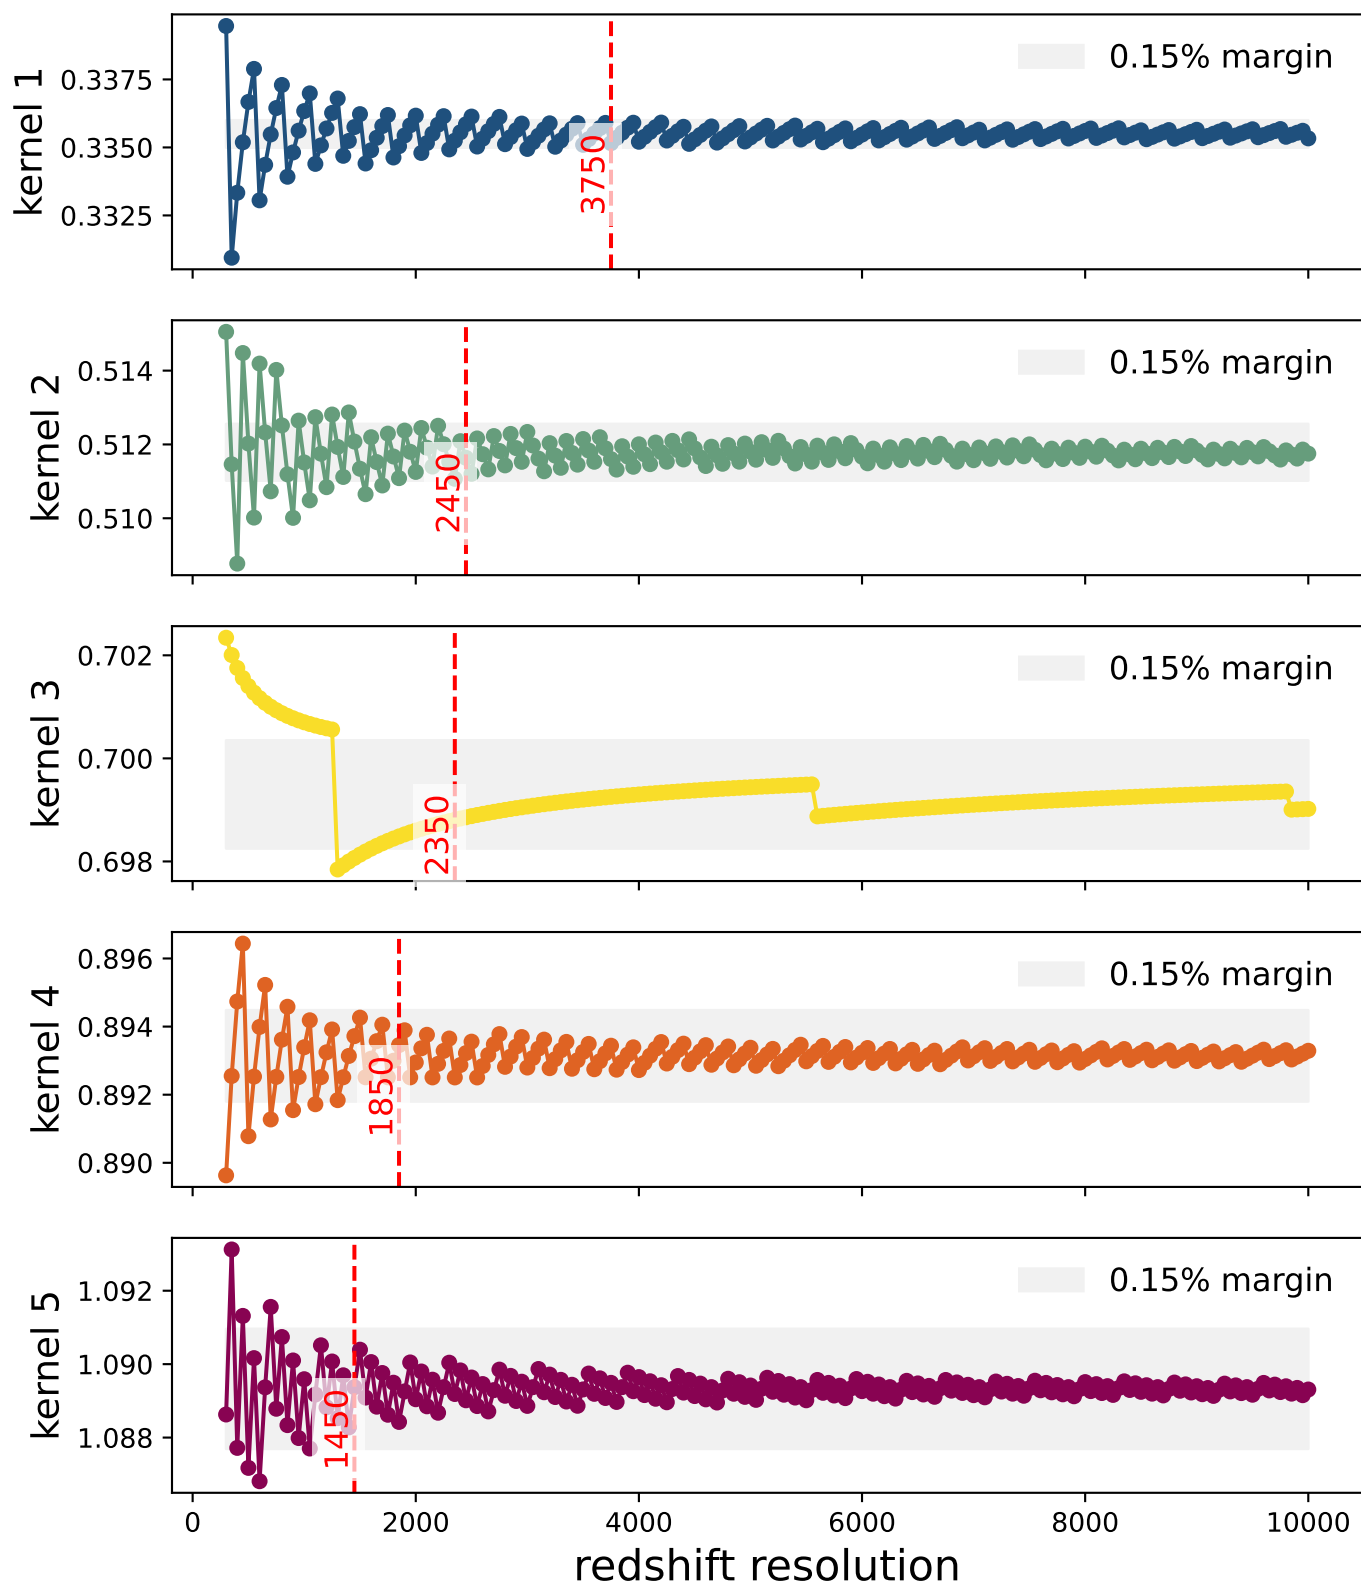 kernel 1
0.3375
0.3350
0.3325
0.15% margin
3750
kernel 2
0.514
0.512
0.510
0.15% margin
2450
kernel 3
0.702
0.700
0.698
0.15% margin
2350
kernel 4
0.896
0.894
0.892
0.890
0.15% margin
1850
kernel 5
1.092
1.090
1.088
0.15% margin
1450
0 2000 4000 6000 8000 10000
redshift resolution